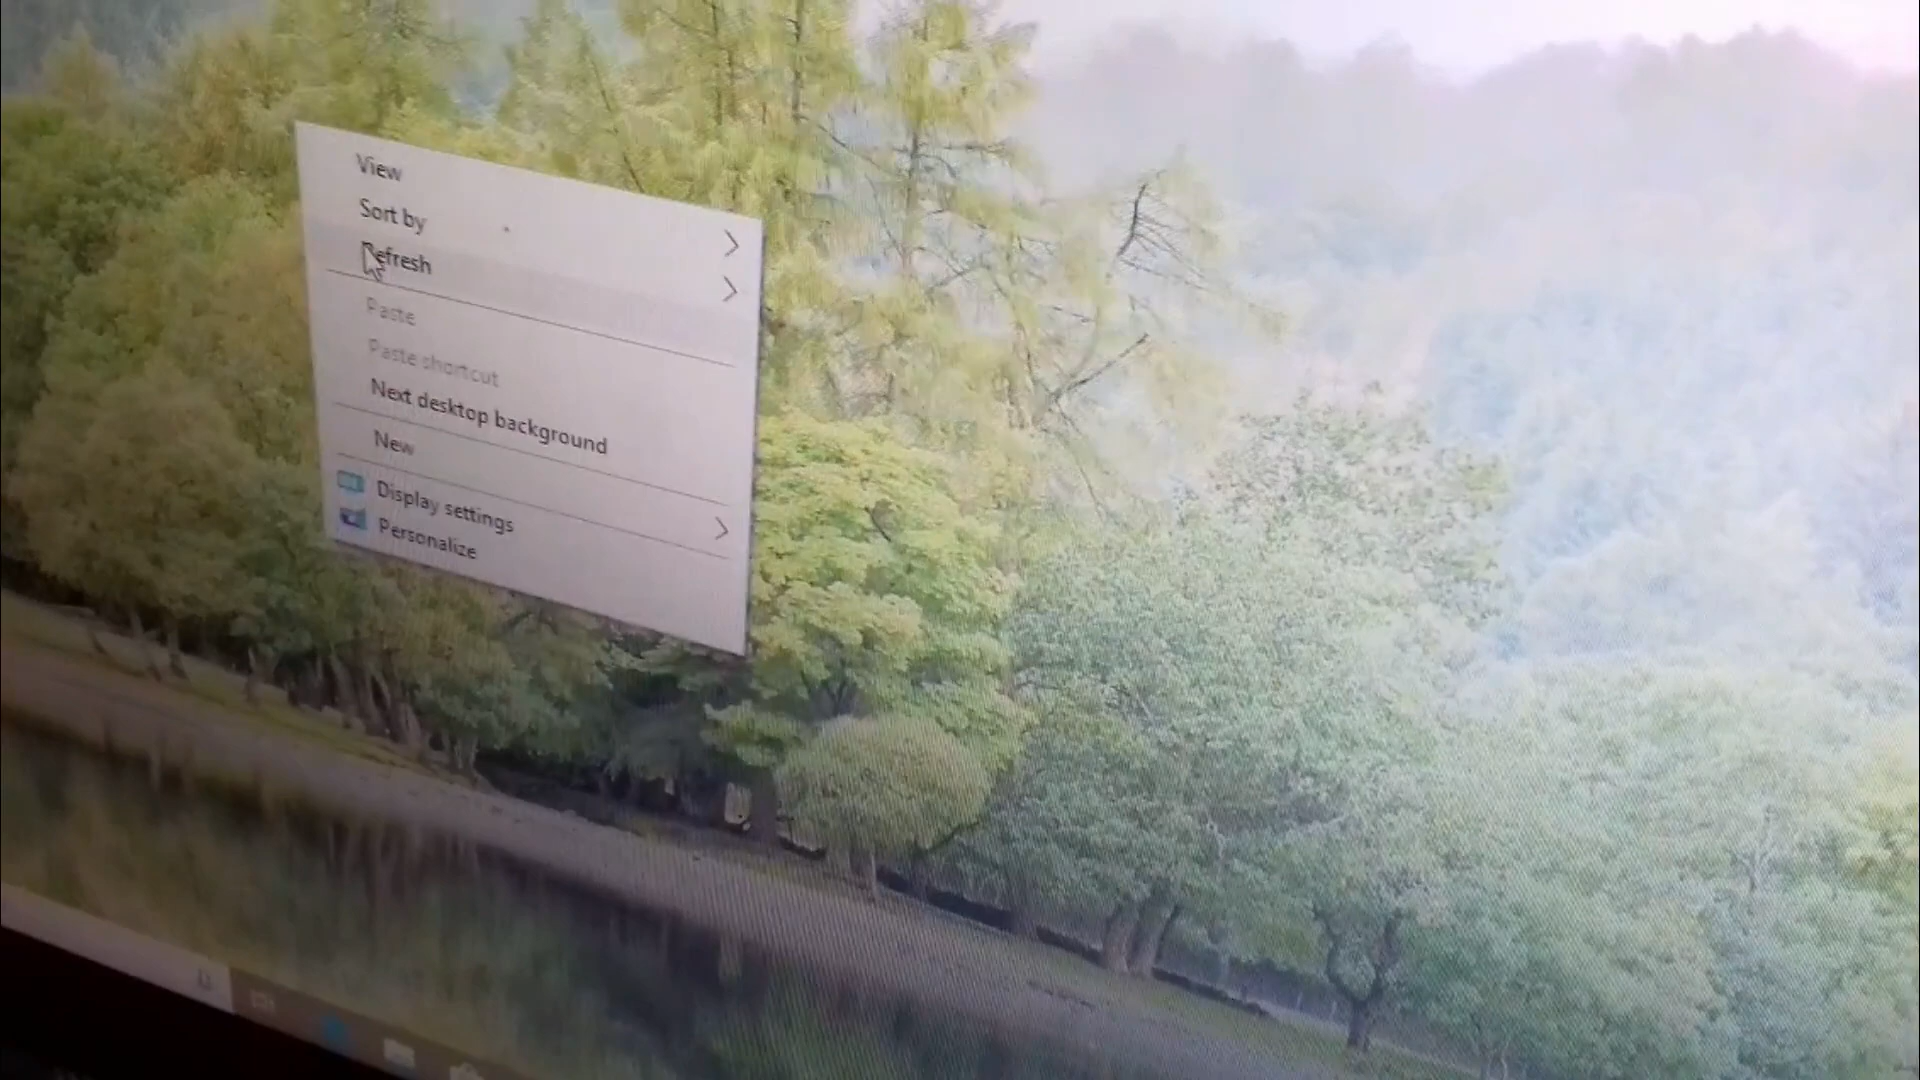 View
Sort by
Refresh
Paste
Paste shortcut
Next desktop background
New
Display settings
Personalize